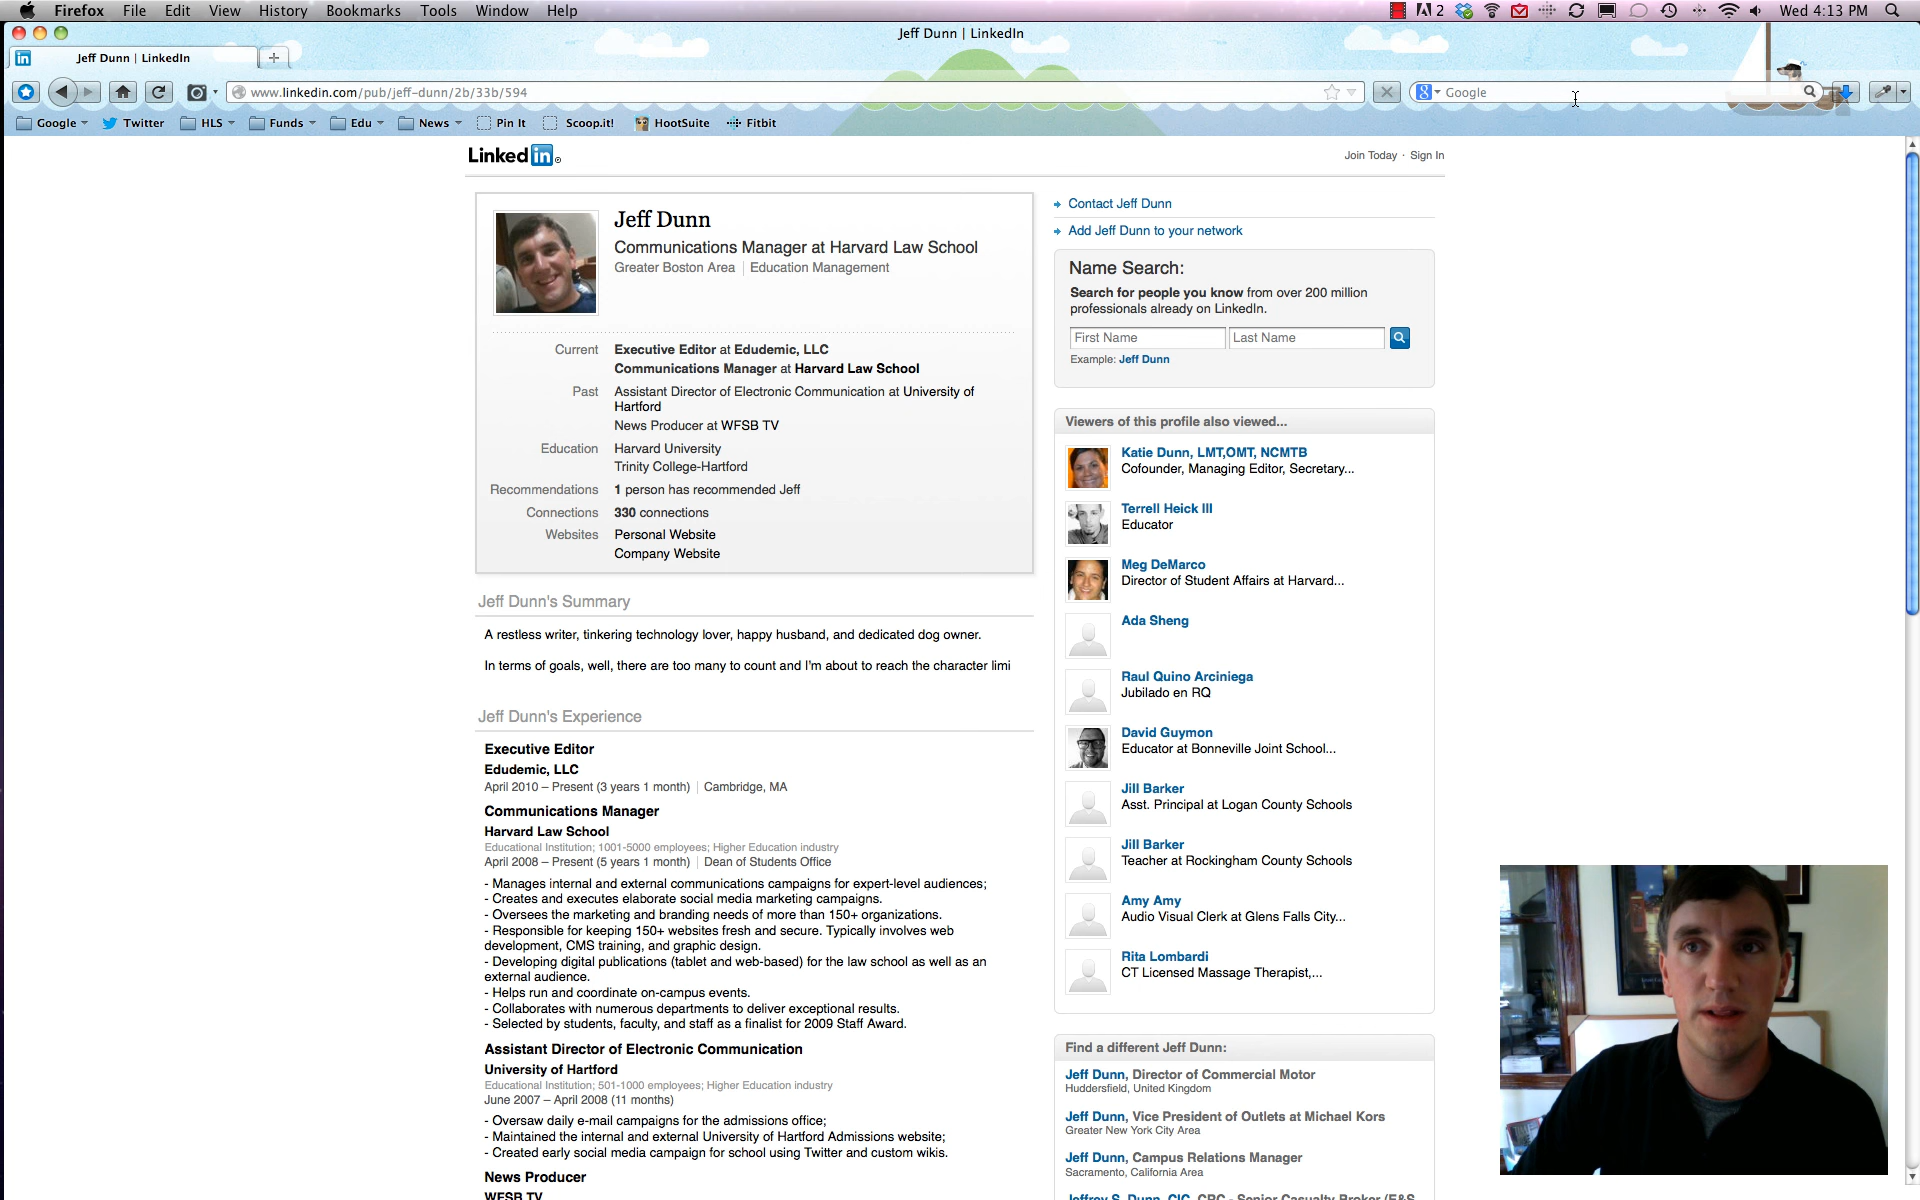 Firefox File Edit View History Bookmarks Tools Window Help
2
Wed 4:13 PM
Jeff Dunn | LinkedIn
Jeff Dunn | LinkedIn
www.linkedin.com/pub/jeff-dunn/2b/33b/594
Google
Google Twitter HLS Funds Edu News Pin It Scoop.it! HootSuite Fitbit
Linked in
Join Today · Sign In
Jeff Dunn
Communications Manager at Harvard Law School
Greater Boston Area | Education Management
Current
Executive Editor at Edudemic, LLC
Communications Manager at Harvard Law School
Past
Assistant Director of Electronic Communication at University of
Hartford
News Producer at WFSB TV
Education
Harvard University
Trinity College-Hartford
Recommendations
1 person has recommended Jeff
Connections
330 connections
Websites
Personal Website
Company Website
Jeff Dunn's Summary
A restless writer, tinkering technology lover, happy husband, and dedicated dog owner.
In terms of goals, well, there are too many to count and I'm about to reach the character limi
Jeff Dunn's Experience
Executive Editor
Edudemic, LLC
April 2010 – Present (3 years 1 month) | Cambridge, MA
Communications Manager
Harvard Law School
Educational Institution; 1001-5000 employees; Higher Education industry
April 2008 – Present (5 years 1 month) | Dean of Students Office
- Manages internal and external communications campaigns for expert-level audiences;
- Creates and executes elaborate social media marketing campaigns.
- Oversees the marketing and branding needs of more than 150+ organizations.
- Responsible for keeping 150+ websites fresh and secure. Typically involves web
development, CMS training, and graphic design.
- Developing digital publications (tablet and web-based) for the law school as well as an
external audience.
- Helps run and coordinate on-campus events.
- Collaborates with numerous departments to deliver exceptional results.
- Selected by students, faculty, and staff as a finalist for 2009 Staff Award.
Assistant Director of Electronic Communication
University of Hartford
Educational Institution; 501-1000 employees; Higher Education industry
June 2007 – April 2008 (11 months)
- Oversaw daily e-mail campaigns for the admissions office;
- Maintained the internal and external University of Hartford Admissions website;
- Created early social media campaign for school using Twitter and custom wikis.
News Producer
WFSB TV
Contact Jeff Dunn
Add Jeff Dunn to your network
Name Search:
Search for people you know from over 200 million
professionals already on LinkedIn.
First Name
Last Name
Example: Jeff Dunn
Viewers of this profile also viewed...
Katie Dunn, LMT,OMT, NCMTB
Cofounder, Managing Editor, Secretary...
Terrell Heick III
Educator
Meg DeMarco
Director of Student Affairs at Harvard...
Ada Sheng
Raul Quino Arciniega
Jubilado en RQ
David Guymon
Educator at Bonneville Joint School...
Jill Barker
Asst. Principal at Logan County Schools
Jill Barker
Teacher at Rockingham County Schools
Amy Amy
Audio Visual Clerk at Glens Falls City...
Rita Lombardi
CT Licensed Massage Therapist,...
Find a different Jeff Dunn:
Jeff Dunn, Director of Commercial Motor
Huddersfield, United Kingdom
Jeff Dunn, Vice President of Outlets at Michael Kors
Greater New York City Area
Jeff Dunn, Campus Relations Manager
Sacramento, California Area
Jeffrey S. Dunn, CIC, CRC - Senior Casualty Broker (E&S